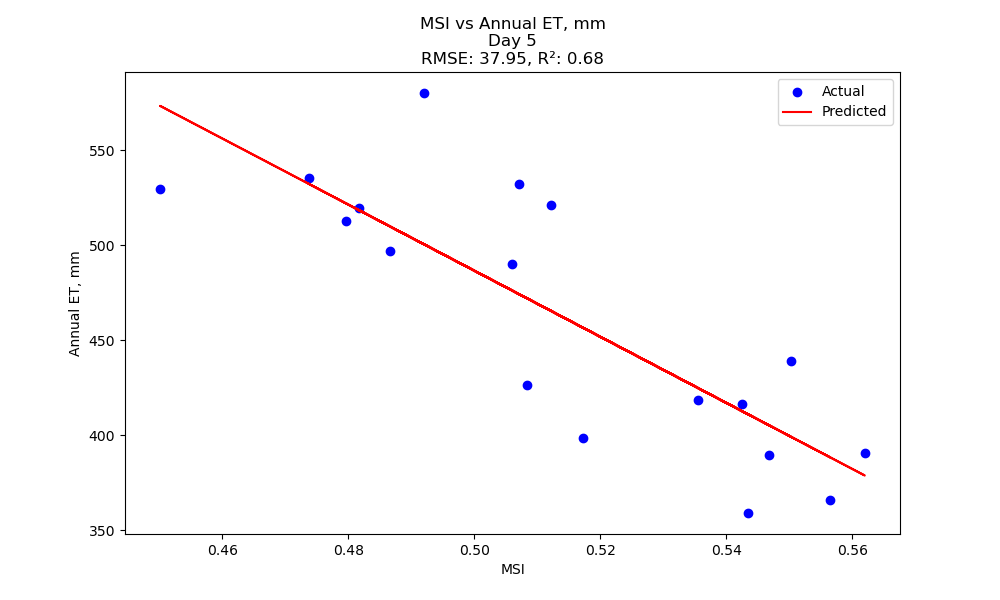 MSI vs Annual ET, mm
Day 5
RMSE: 37.95, R²: 0.68
Actual
Predicted
Annual ET, mm
550
500
450
400
350
0.46 0.48 0.50 0.52 0.54 0.56
MSI